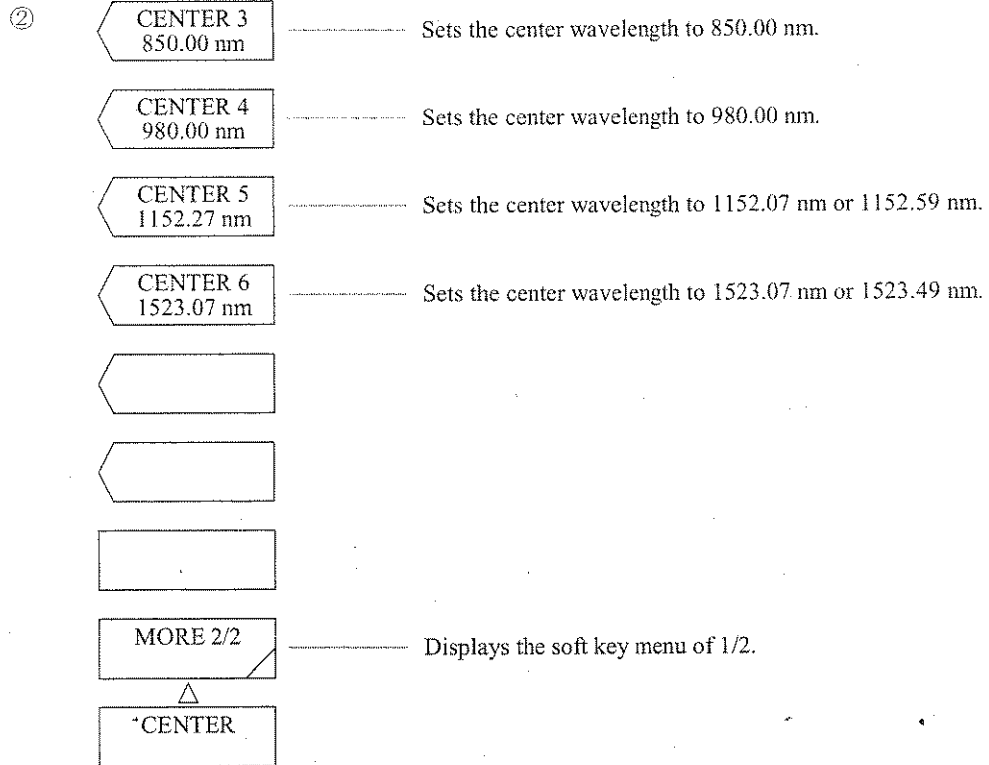 ②
CENTER 3
850.00 nm
Sets the center wavelength to 850.00 nm.
CENTER 4
980.00 nm
Sets the center wavelength to 980.00 nm.
CENTER 5
1152.27 nm
Sets the center wavelength to 1152.07 nm or 1152.59 nm.
CENTER 6
1523.07 nm
Sets the center wavelength to 1523.07 nm or 1523.49 nm.
MORE 2/2
Displays the soft key menu of 1/2.
CENTER